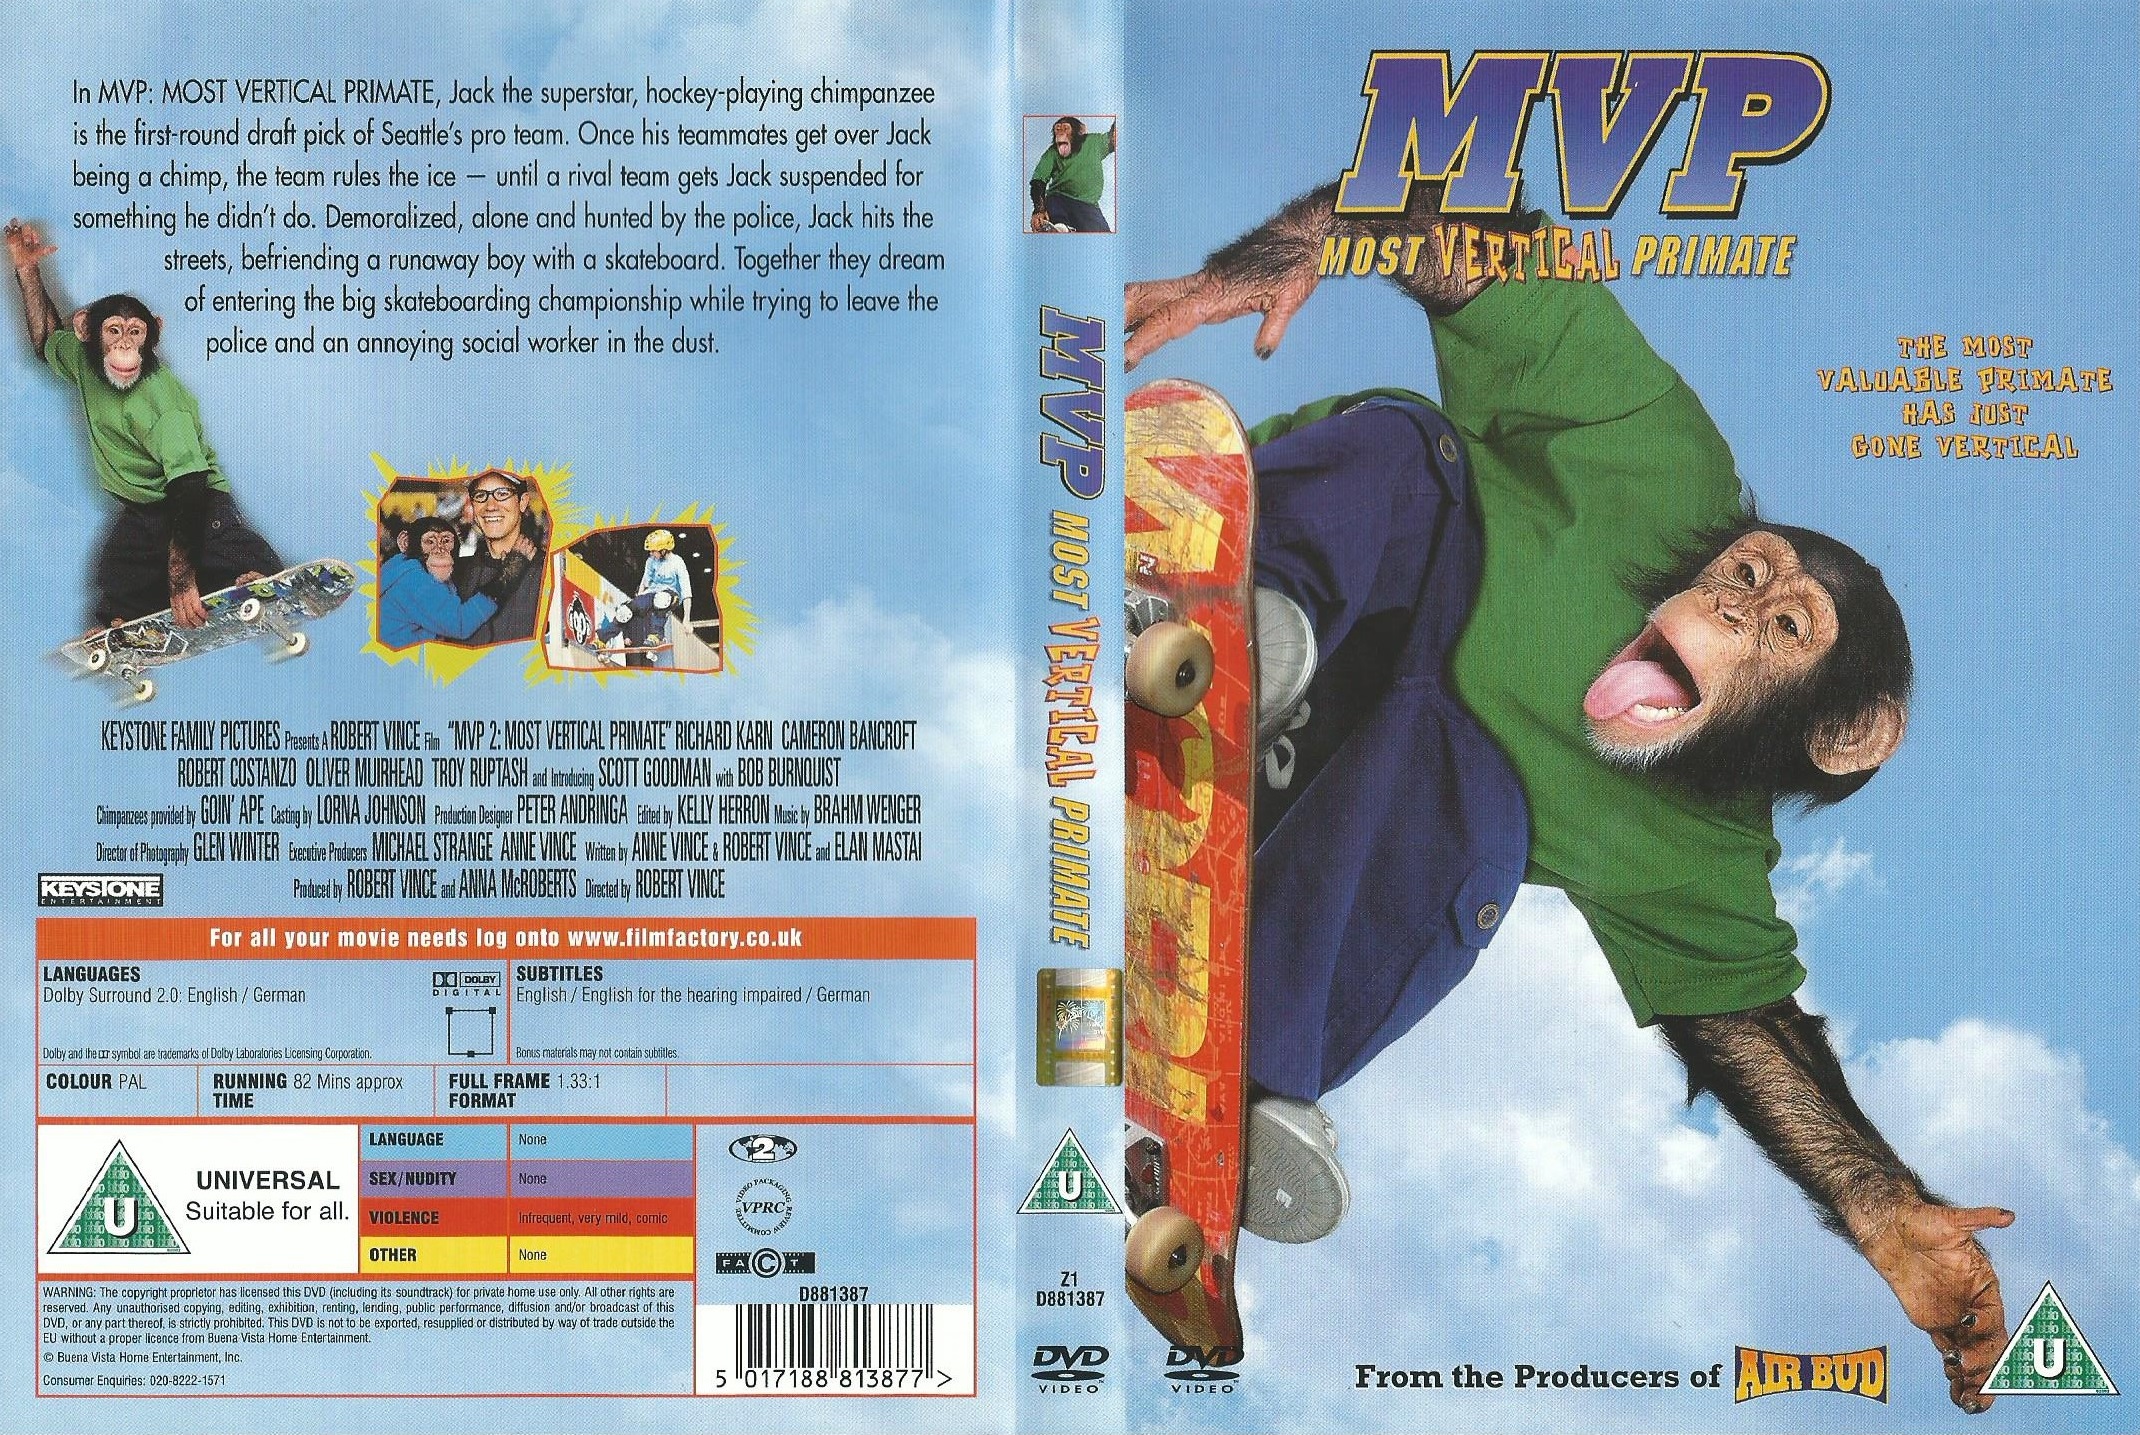 In MVP: MOST VERTICAL PRIMATE, Jack the superstar, hockey-playing chimpanzee
is the first-round draft pick of Seattle's pro team. Once his teammates get over Jack
being a chimp, the team rules the ice — until a rival team gets Jack suspended for
something he didn't do. Demoralized, alone and hunted by the police, Jack hits the
streets, befriending a runaway boy with a skateboard. Together they dream
of entering the big skateboarding championship while trying to leave the
police and an annoying social worker in the dust.
KEYSTONE FAMILY PICTURES Presents A ROBERT VINCE Film "MVP 2: MOST VERTICAL PRIMATE" RICHARD KARN CAMERON BANCROFT
ROBERT COSTANZO OLIVER MUIRHEAD TROY RUPTASH and Introducing SCOTT GOODMAN with BOB BURNQUIST
Chimpanzees provided by GOIN' APE Casting by LORNA JOHNSON Production Designer PETER ANDRINGA Edited by KELLY HERRON Music by BRAHM WENGER
Director of Photography GLEN WINTER Executive Producers MICHAEL STRANGE ANNE VINCE Written by ANNE VINCE & ROBERT VINCE and ELAN MASTAI
Produced by ROBERT VINCE and ANNA McROBERTS Directed by ROBERT VINCE
KEYSTONE
ENTERTAINMENT
For all your movie needs log onto www.filmfactory.co.uk
LANGUAGES
Dolby Surround 2.0: English / German
DOLBY
DIGITAL
Dolby and the symbol are trademarks of Dolby Laboratories Licensing Corporation.
SUBTITLES
English / English for the hearing impaired / German
Bonus materials may not contain subtitles.
COLOUR PAL
RUNNING 82 Mins approx
TIME
FULL FRAME 1.33:1
FORMAT
U
UNIVERSAL
Suitable for all.
LANGUAGE None
SEX/NUDITY None
VIOLENCE Infrequent, very mild, comic
OTHER None
2
VIDEO PACKAGING REVIEW COMMITTEE
VPRC
FACT
D881387
5 017188 813877 >
WARNING: The copyright proprietor has licensed this DVD (including its soundtrack) for private home use only. All other rights are
reserved. Any unauthorised copying, editing, exhibition, renting, lending, public performance, diffusion and/or broadcast of this
DVD, or any part thereof, is strictly prohibited. This DVD is not to be exported, resupplied or distributed by way of trade outside the
EU without a proper licence from Buena Vista Home Entertainment.
© Buena Vista Home Entertainment, Inc.
Consumer Enquiries: 020-8222-1571
MVP MOST VERTICAL PRIMATE
U
Z1
D881387
DVD
VIDEO
MVP
MOST VERTICAL PRIMATE
THE MOST
VALUABLE PRIMATE
HAS JUST
GONE VERTICAL
DVD
VIDEO
From the Producers of AIR BUD
U